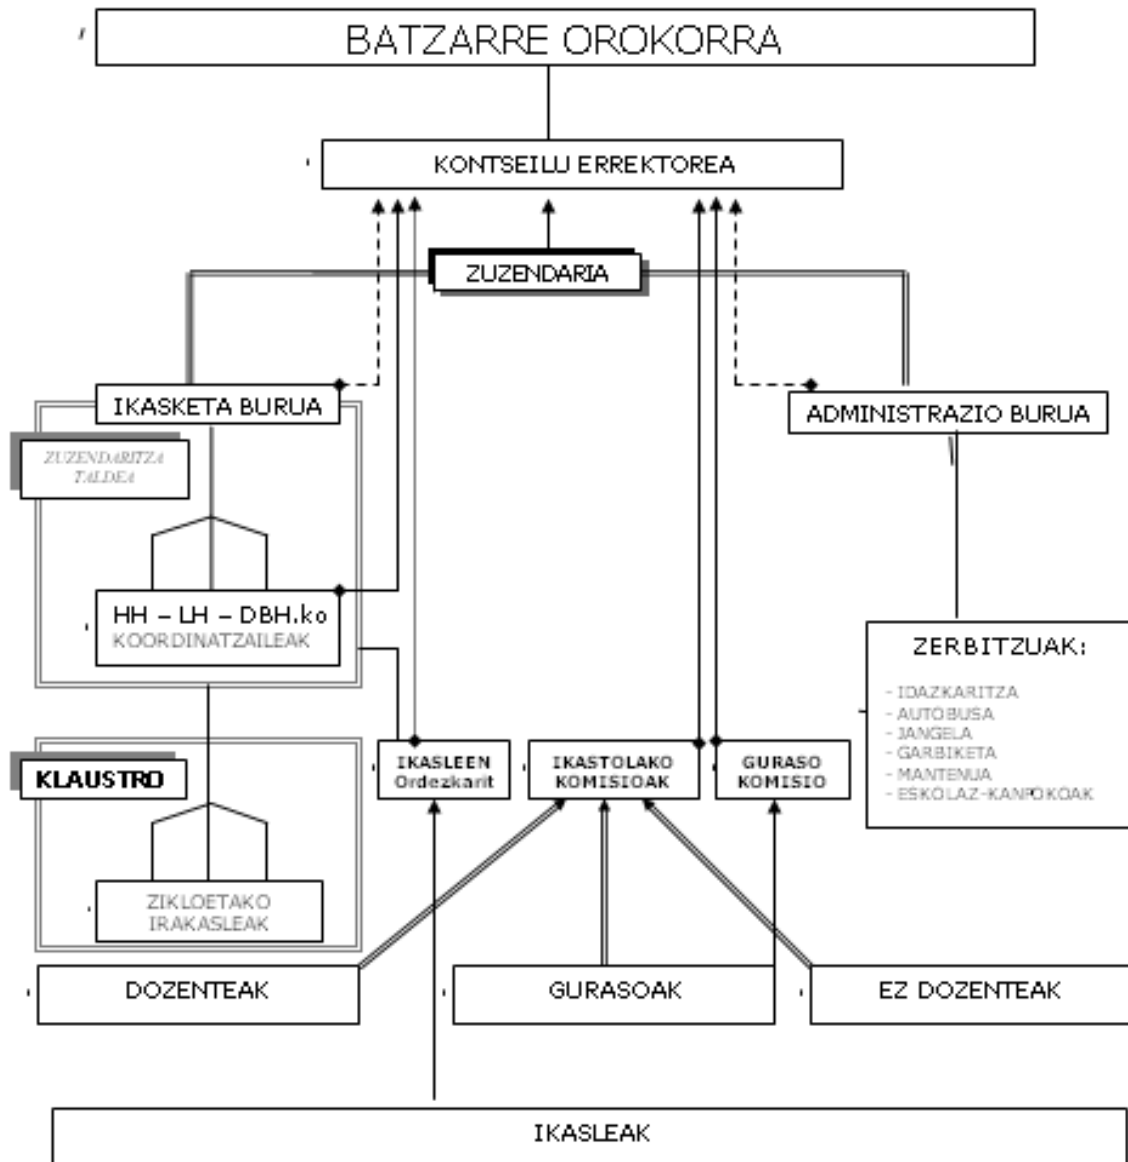 BATZARRE OROKORRA
KONTSEILU ERREKTOREA
ZUZENDARIA
IKASKETA BURUA
ADMINISTRAZIO BURUA
ZUZENDARITZA
TALDEA
HH – LH – DBH.ko
KOORDINATZAILEAK
ZERBITZUAK:
- IDAZKARITZA
- AUTOBUSA
- JANGELA
- GARBIKETA
- MANTENUA
- ESKOLAZ-KANPOKOAK
KLAUSTRO
IKASLEEN
Ordezkarit
IKASTOLAKO
KOMISIOAK
GURASO
KOMISIO
ZIKLOETAKO
IRAKASLEAK
DOZENTEAK
GURASOAK
EZ DOZENTEAK
IKASLEAK